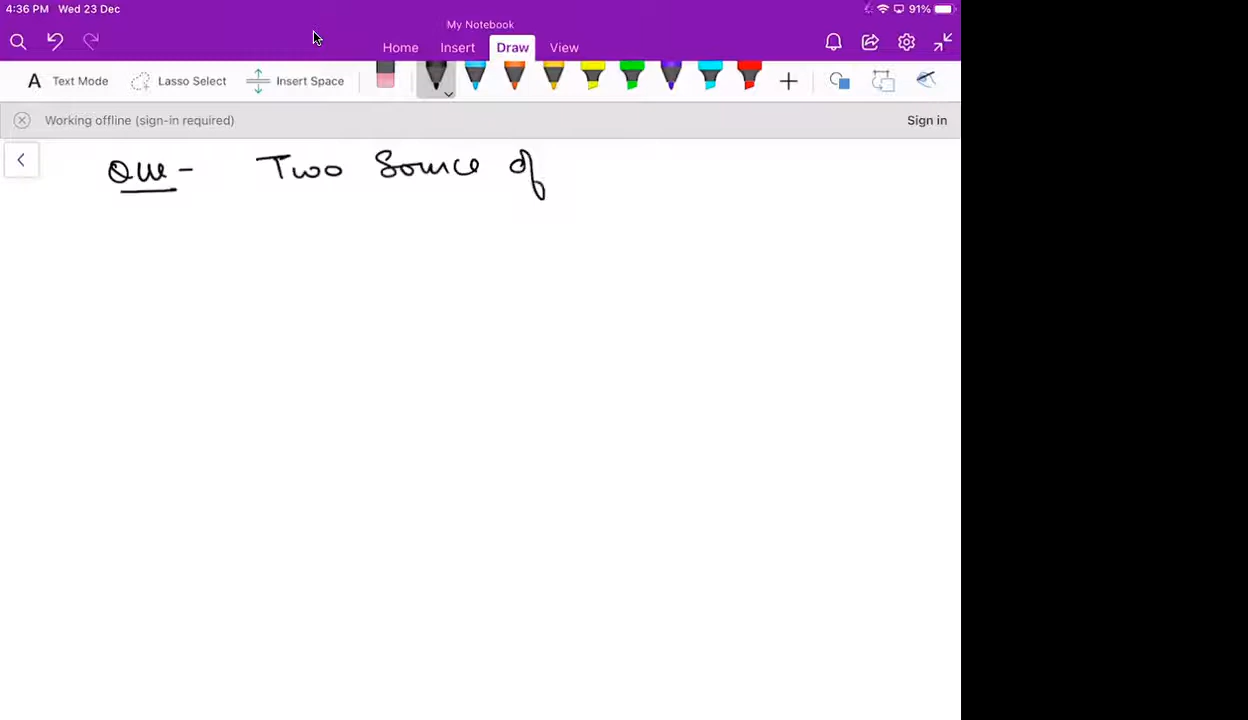 4:36 PM Wed 23 Dec
91%
My Notebook
Home Insert Draw View
A Text Mode Lasso Select Insert Space
Working offline (sign-in required) Sign in
Que- Two Source of